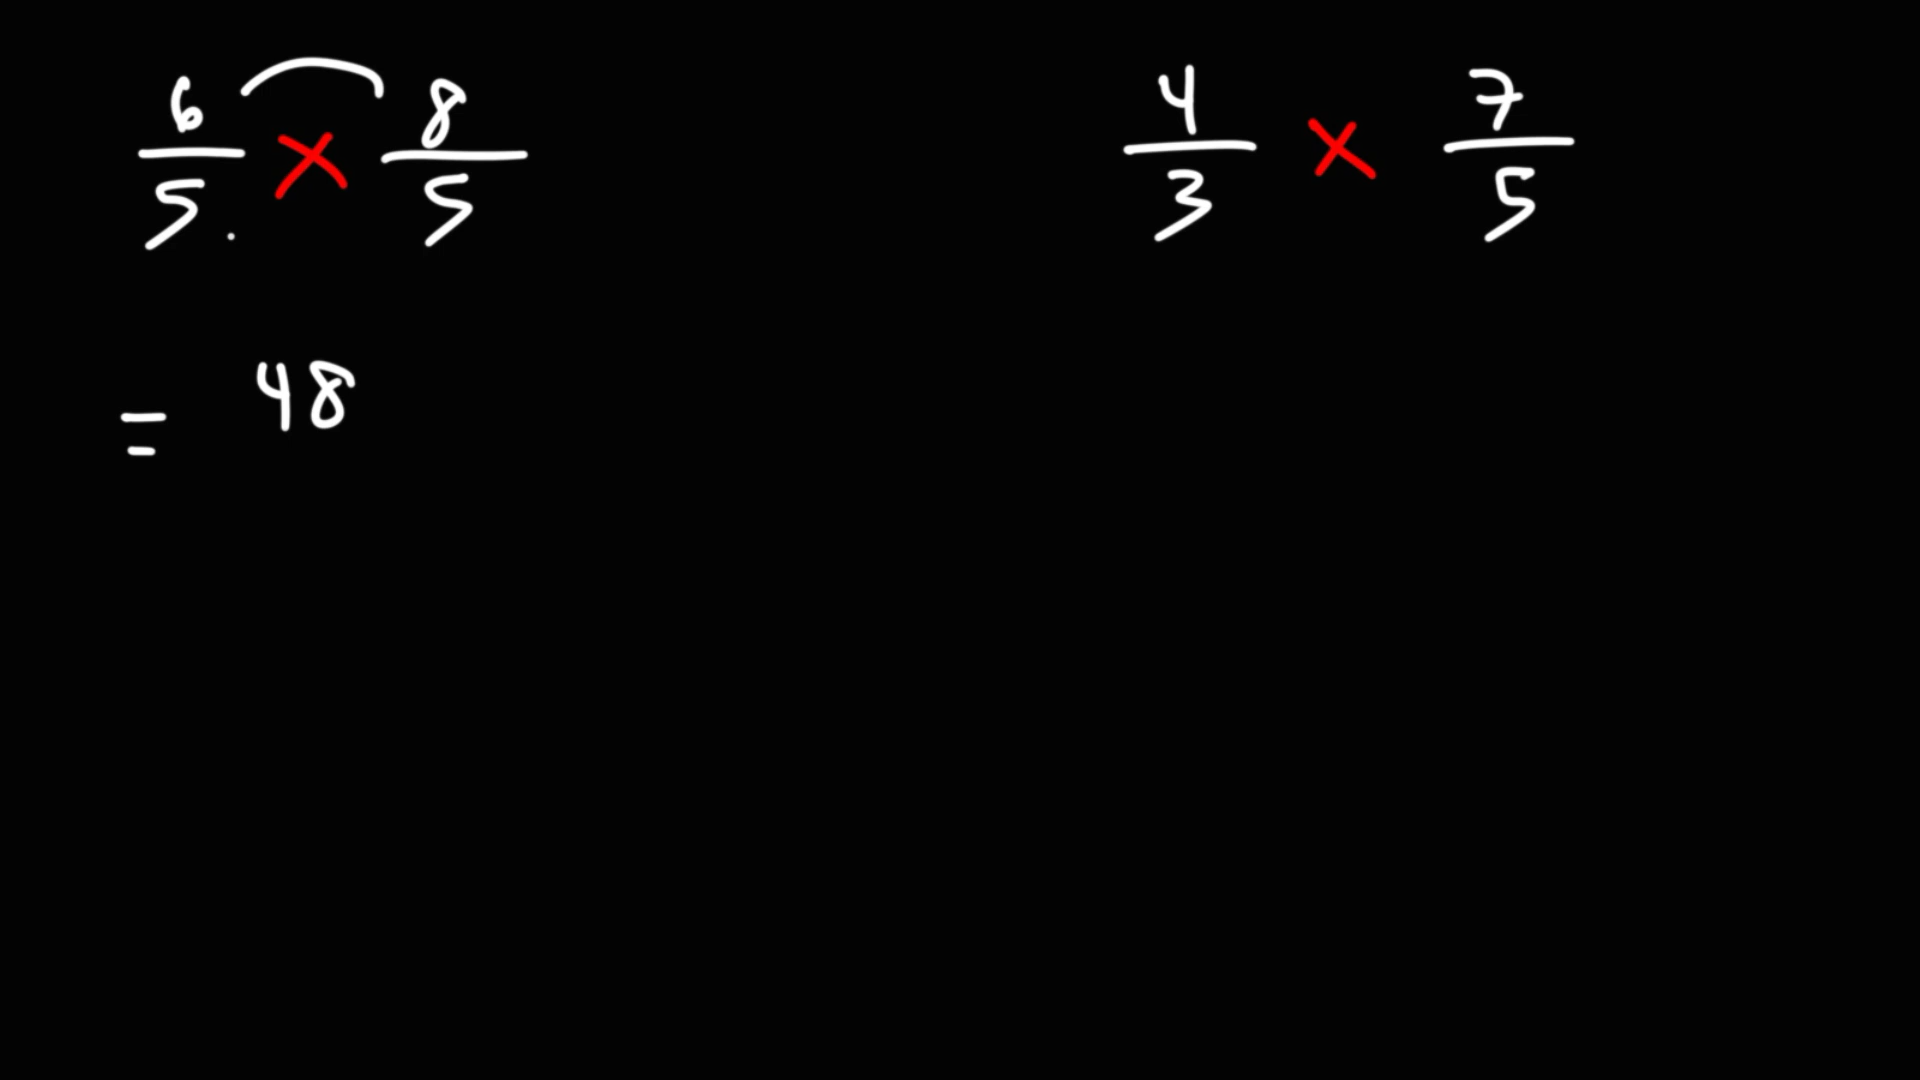 6/5 × 8/5
= 48
4/3 × 7/5